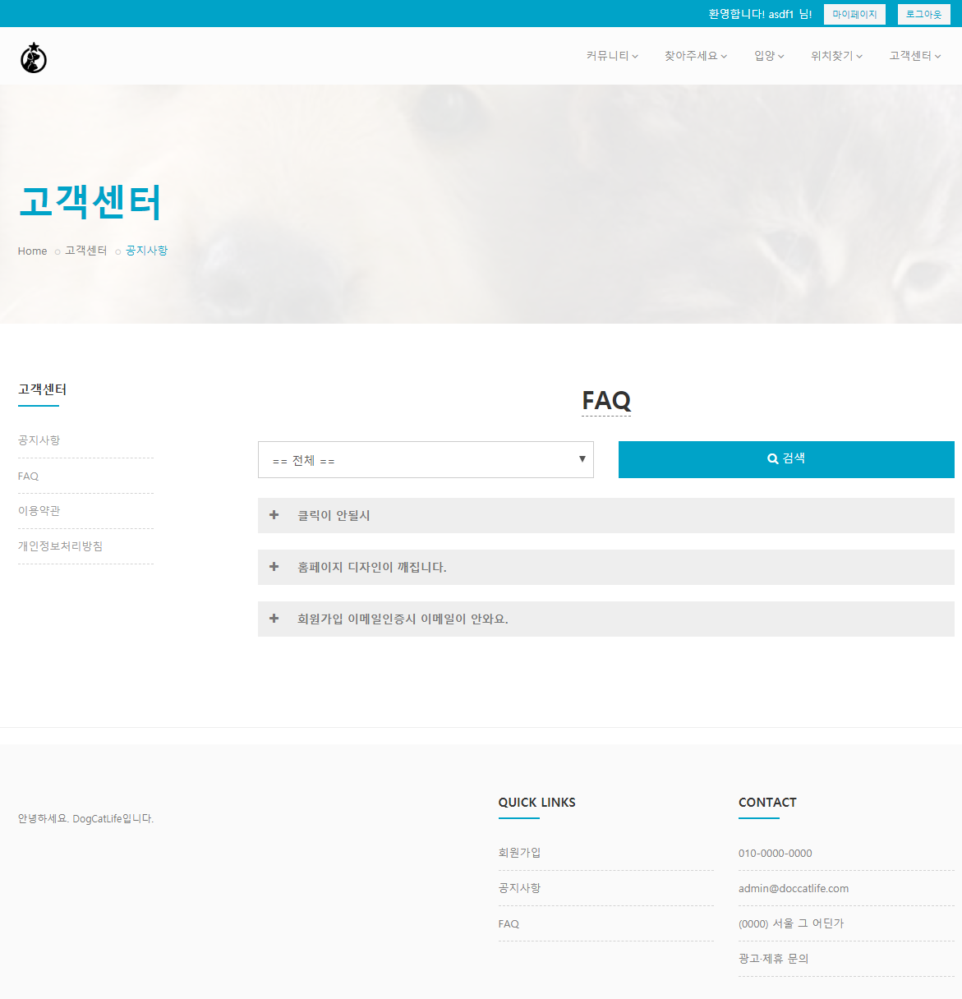 환영합니다! asdf1 님! 마이페이지 로그아웃
커뮤니티 찾아주세요 입양 위치찾기 고객센터
고객센터
Home 고객센터 공지사항
고객센터
공지사항
FAQ
이용약관
개인정보처리방침
FAQ
== 전체 == 검색
클릭이 안될시
홈페이지 디자인이 깨집니다.
회원가입 이메일인증시 이메일이 안와요.
안녕하세요. DogCatLife입니다.
QUICK LINKS
회원가입
공지사항
FAQ
CONTACT
010-0000-0000
admin@doccatlife.com
(0000) 서울 그 어딘가
광고·제휴 문의